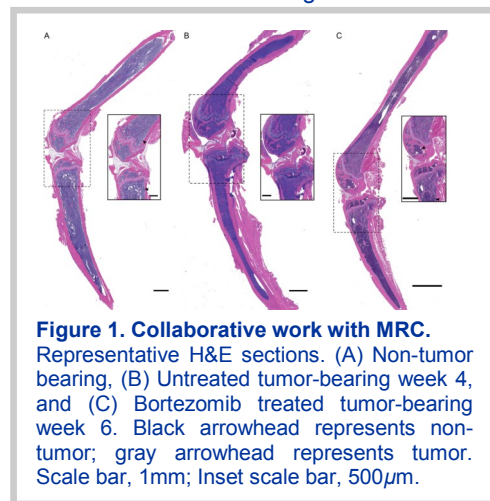 A
B
C
Figure 1. Collaborative work with MRC.
Representative H&E sections. (A) Non-tumor
bearing, (B) Untreated tumor-bearing week 4,
and (C) Bortezomib treated tumor-bearing
week 6. Black arrowhead represents non-
tumor; gray arrowhead represents tumor.
Scale bar, 1mm; Inset scale bar, 500µm.